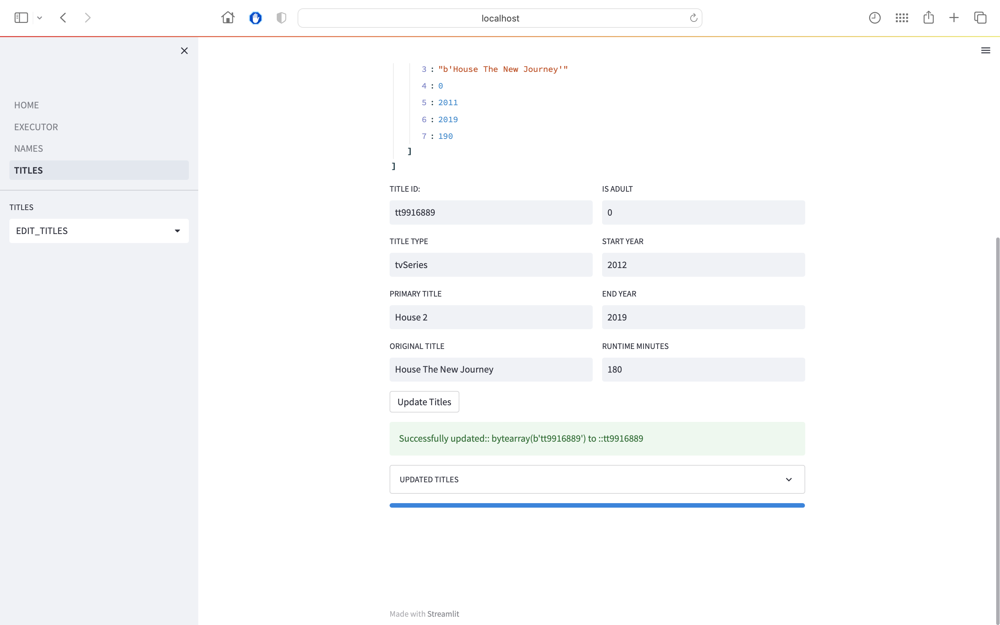 localhost
HOME
EXECUTOR
NAMES
TITLES
TITLES
EDIT_TITLES
3 : "b'House The New Journey'"
4 : 0
5 : 2011
6 : 2019
7 : 190
]
]
TITLE ID:
tt9916889
IS ADULT
0
TITLE TYPE
tvSeries
START YEAR
2012
PRIMARY TITLE
House 2
END YEAR
2019
ORIGINAL TITLE
House The New Journey
RUNTIME MINUTES
180
Update Titles
Successfully updated:: bytearray(b'tt9916889') to ::tt9916889
UPDATED TITLES
Made with Streamlit